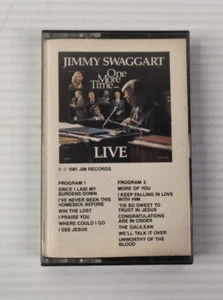 JIMMY SWAGGART
One
More
Time...
LIVE
℗ © 1981 JIM RECORDS
PROGRAM 1
SINCE I LAID MY
BURDENS DOWN
I'VE NEVER BEEN THIS
HOMESICK BEFORE
WIN THE LOST
I PRAISE YOU
WHERE COULD I GO
I SEE JESUS
PROGRAM 2
MORE OF YOU
I KEEP FALLING IN LOVE
WITH HIM
'TIS SO SWEET TO
TRUST IN JESUS
CONGRATULATIONS
ARE IN ORDER
THE GALILEAN
WE'LL TALK IT OVER
UNWORTHY OF THE
BLOOD